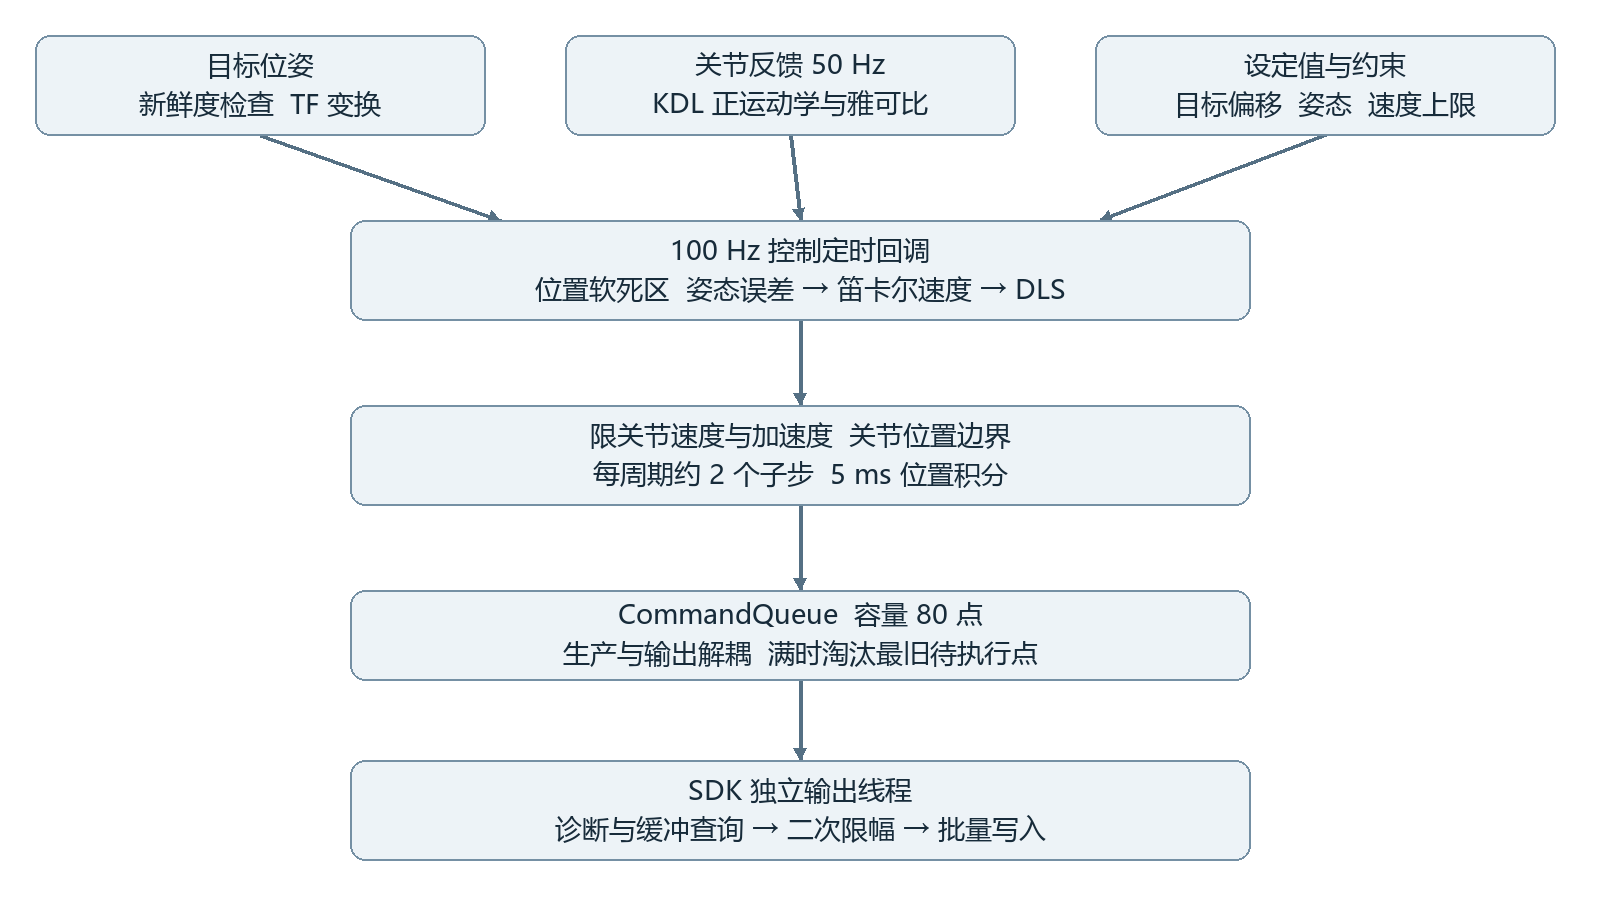 目标位姿
新鲜度检查 TF 变换
关节反馈 50 Hz
KDL 正运动学与雅可比
设定值与约束
目标偏移 姿态 速度上限
100 Hz 控制定时回调
位置软死区 姿态误差 → 笛卡尔速度 → DLS
限关节速度与加速度 关节位置边界
每周期约 2 个子步 5 ms 位置积分
CommandQueue 容量 80 点
生产与输出解耦 满时淘汰最旧待执行点
SDK 独立输出线程
诊断与缓冲查询 → 二次限幅 → 批量写入